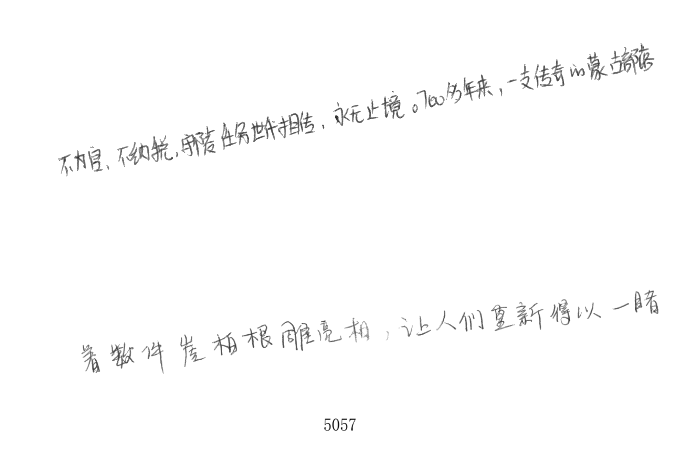 不为官、不纳税,守陵任务世代相传,永无止境。700多年来,一支传奇的蒙古部落
着数件崖柏根雕亮相,让人们重新得以一睹
5057